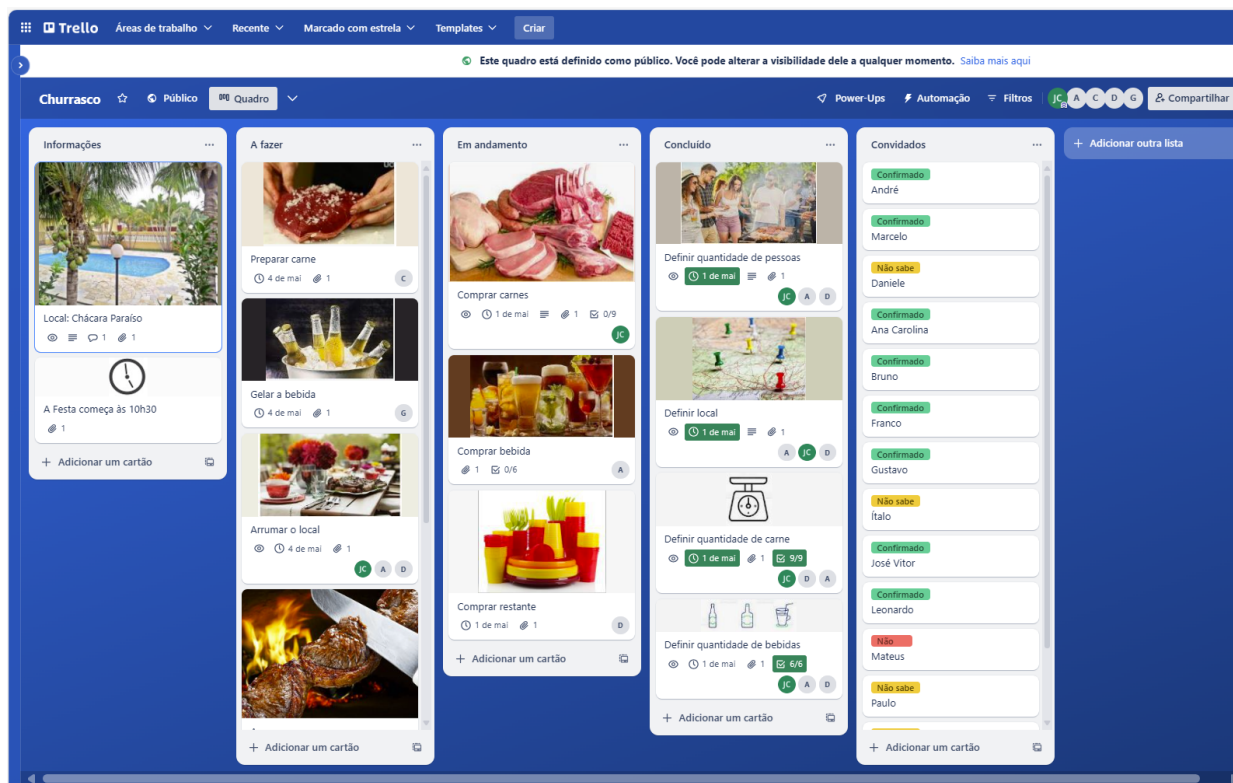 Trello Áreas de trabalho Recente Marcado com estrela Templates Criar
Este quadro está definido como público. Você pode alterar a visibilidade dele a qualquer momento. Saiba mais aqui
Churrasco Público Quadro Power-Ups Automação Filtros JC A C D G Compartilhar
Informações
Local: Chácara Paraíso
1 1
A Festa começa às 10h30
1
+ Adicionar um cartão
A fazer
Preparar carne
4 de mai 1 C
Gelar a bebida
4 de mai 1 G
Arrumar o local
4 de mai 1
JC A D
+ Adicionar um cartão
Em andamento
Comprar carnes
1 de mai 1 0/9
JC
Comprar bebida
1 0/6 A
Comprar restante
1 de mai 1 D
+ Adicionar um cartão
Concluído
Definir quantidade de pessoas
1 de mai 1
JC A D
Definir local
1 de mai 1
A JC D
Definir quantidade de carne
1 de mai 1 9/9
JC D A
Definir quantidade de bebidas
1 de mai 1 6/6
JC A D
+ Adicionar um cartão
Convidados
Confirmado
André
Confirmado
Marcelo
Não sabe
Daniele
Confirmado
Ana Carolina
Confirmado
Bruno
Confirmado
Franco
Confirmado
Gustavo
Não sabe
Ítalo
Confirmado
José Vitor
Confirmado
Leonardo
Não
Mateus
Não sabe
Paulo
+ Adicionar um cartão
+ Adicionar outra lista